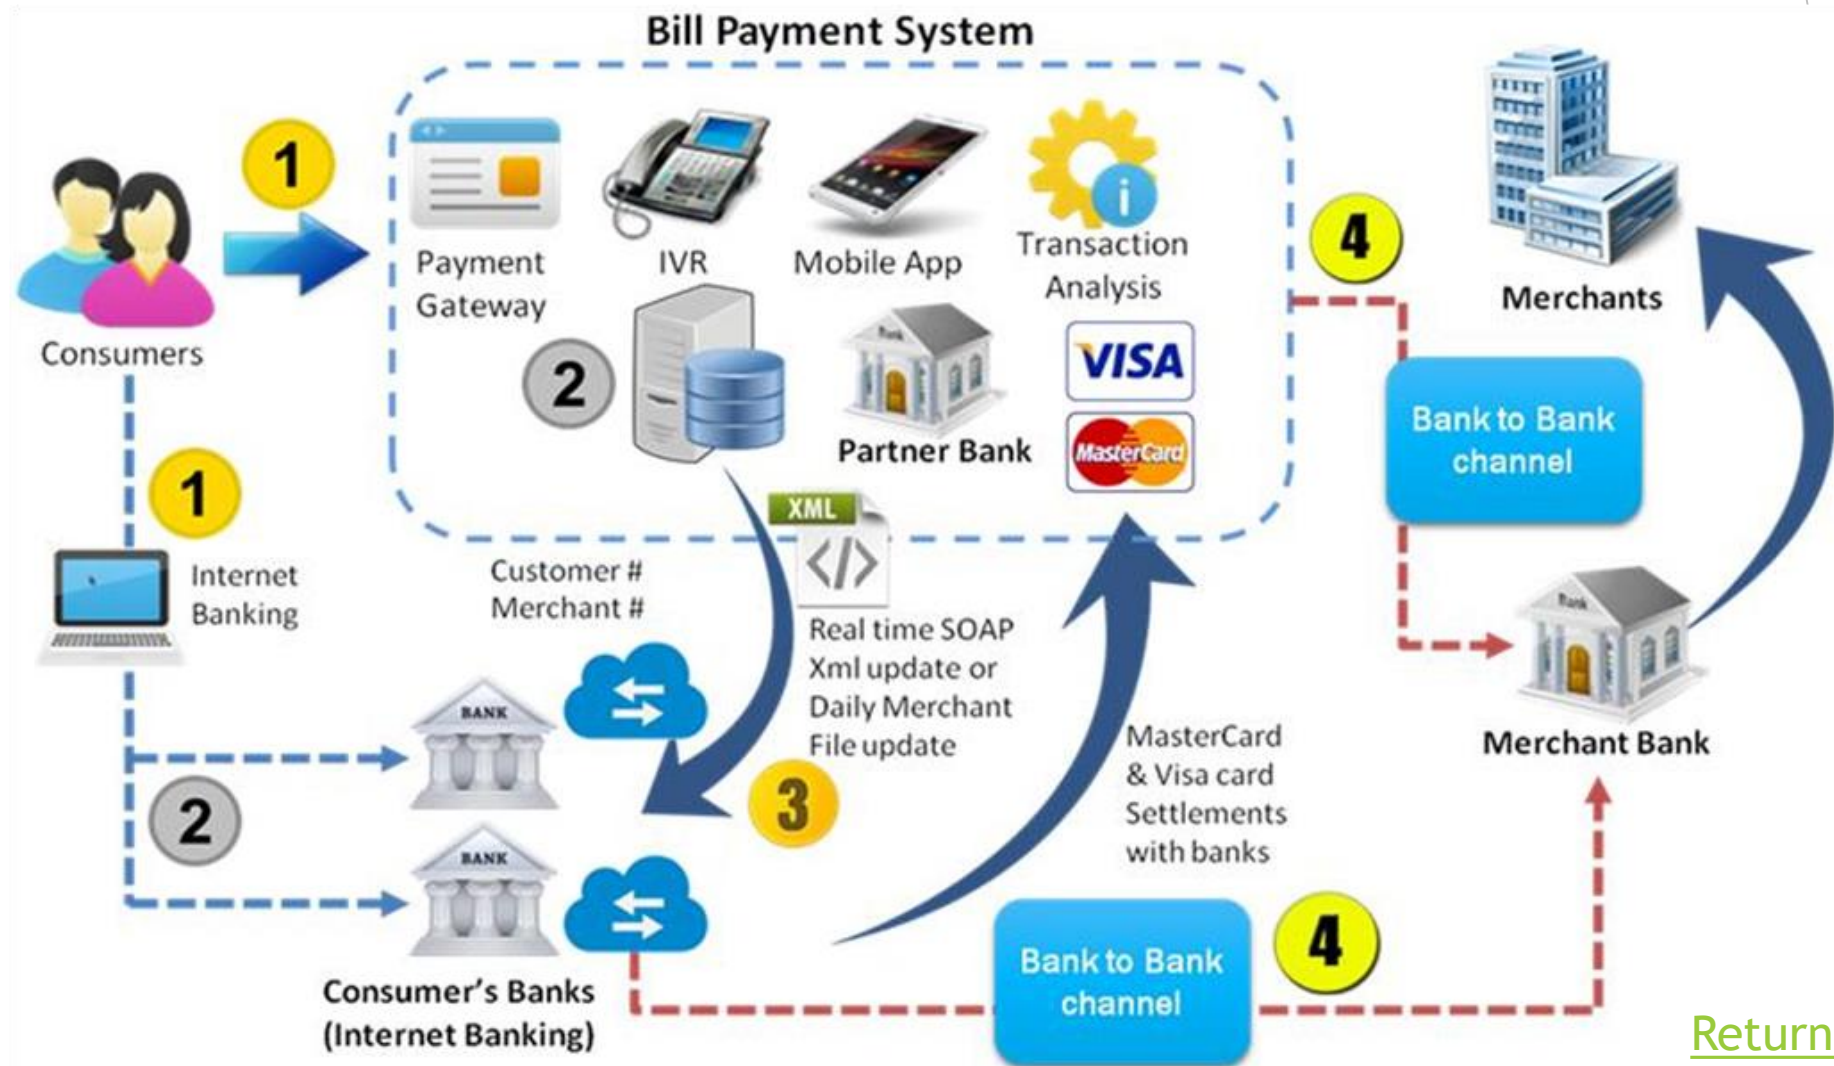 Bill Payment System
1
Payment
Gateway
IVR
Mobile App
Transaction
Analysis
i
4
Merchants
Consumers
2
Bank
Partner Bank
VISA
MasterCard
Bank to Bank
channel
1
Internet
Banking
Customer #
Merchant #
XML
</>
Real time SOAP
Xml update or
Daily Merchant
File update
3
MasterCard
& Visa card
Settlements
with banks
Bank
Merchant Bank
2
BANK
BANK
Consumer's Banks
(Internet Banking)
Bank to Bank
channel
4
Return